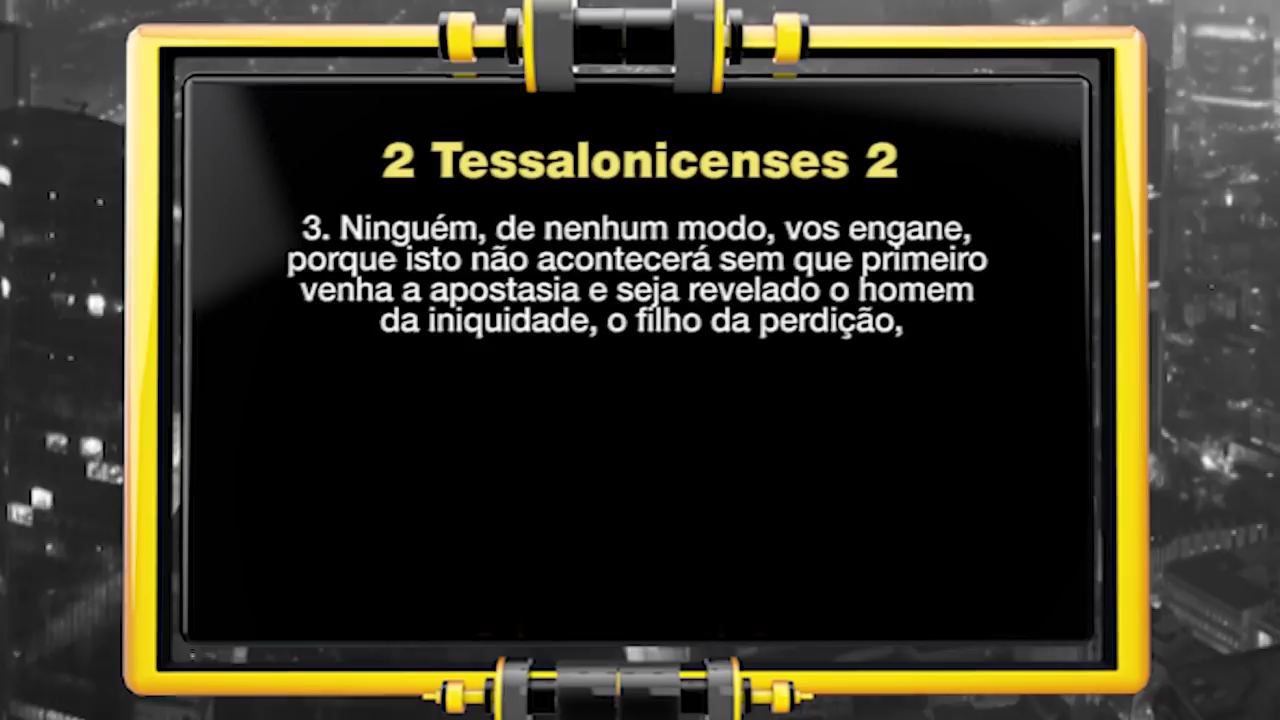 2 Tessalonicenses 2
3. Ninguém, de nenhum modo, vos engane,
porque isto não acontecerá sem que primeiro
venha a apostasia e seja revelado o homem
da iniquidade, o filho da perdição,